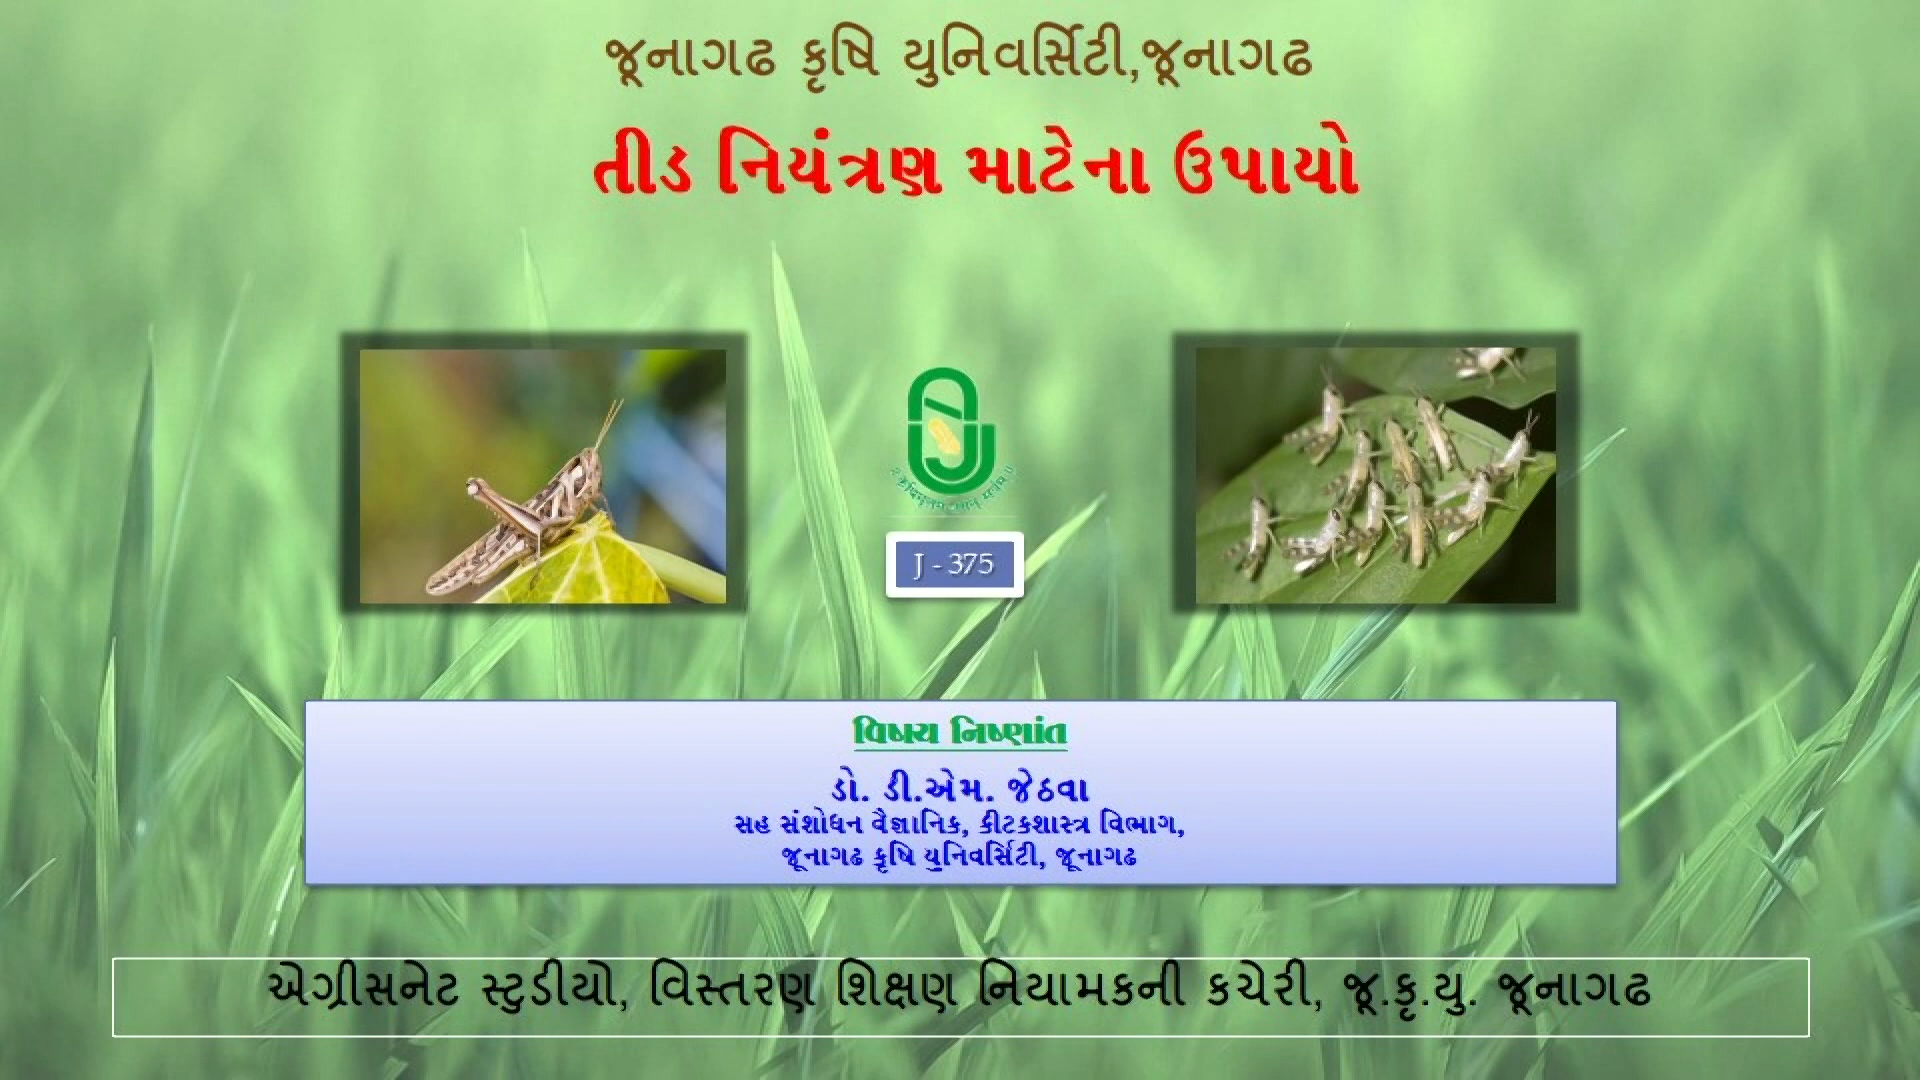 જૂનાગઢ કૃષિ યુનિવર્સિટી,જૂનાગઢ
તીડ નિયંત્રણ માટેના ઉપાયો
J - 375
વિષય નિષ્ણાંત
ડો. ડી.એમ. જેઠવા
સહ સંશોધન વૈજ્ઞાનિક, કીટકશાસ્ત્ર વિભાગ,
જૂનાગઢ કૃષિ યુનિવર્સિટી, જૂનાગઢ
એગ્રીસનેટ સ્ટુડીયો, વિસ્તરણ શિક્ષણ નિયામકની કચેરી, જૂ.કૃ.યુ. જૂનાગઢ